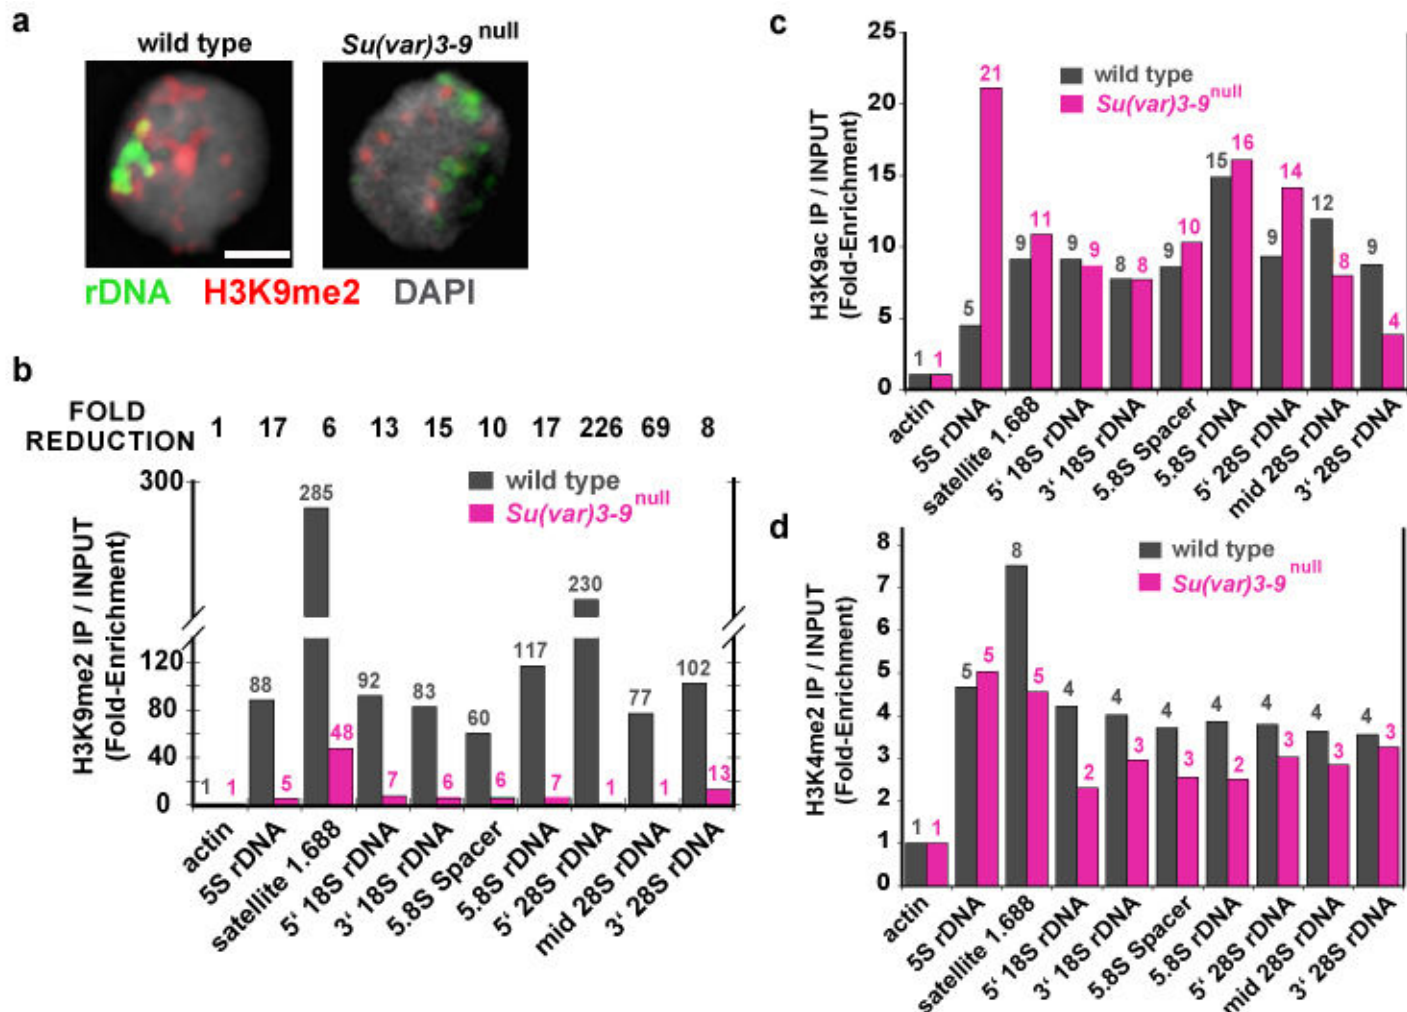 a
wild type
Su(var)3-9 null
rDNA H3K9me2 DAPI
b
FOLD REDUCTION 1 17 6 13 15 10 17 226 69 8
wild type
Su(var)3-9 null
H3K9me2 IP / INPUT
(Fold-Enrichment)
300
120
80
40
0
1 1 88 5 285 48 92 7 83 6 60 6 117 7 230 1 77 1 102 13
actin
5S rDNA
satellite 1.688
5‘ 18S rDNA
3‘ 18S rDNA
5.8S Spacer
5.8S rDNA
5‘ 28S rDNA
mid 28S rDNA
3‘ 28S rDNA
c
wild type
Su(var)3-9 null
H3K9ac IP / INPUT
(Fold-Enrichment)
25
20
15
10
5
0
1 1 5 21 9 11 9 9 8 8 9 10 15 16 9 14 12 8 9 4
actin
5S rDNA
satellite 1.688
5‘ 18S rDNA
3‘ 18S rDNA
5.8S Spacer
5.8S rDNA
5‘ 28S rDNA
mid 28S rDNA
3‘ 28S rDNA
d
wild type
Su(var)3-9 null
H3K4me2 IP / INPUT
(Fold-Enrichment)
8
7
6
5
4
3
2
1
0
1 1 5 5 8 5 4 2 4 3 4 3 4 2 4 3 4 3 4 3
actin
5S rDNA
satellite 1.688
5‘ 18S rDNA
3‘ 18S rDNA
5.8S Spacer
5.8S rDNA
5‘ 28S rDNA
mid 28S rDNA
3‘ 28S rDNA